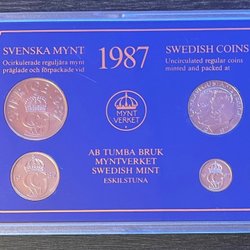 SVENSKA MYNT
Ocirkulerade reguljära mynt
präglade och förpackade vid
1987
SWEDISH COINS
Uncirculated regular coins
minted and packed at
MYNT
VERKET
AB TUMBA BRUK
MYNTVERKET
SWEDISH MINT
ESKILSTUNA